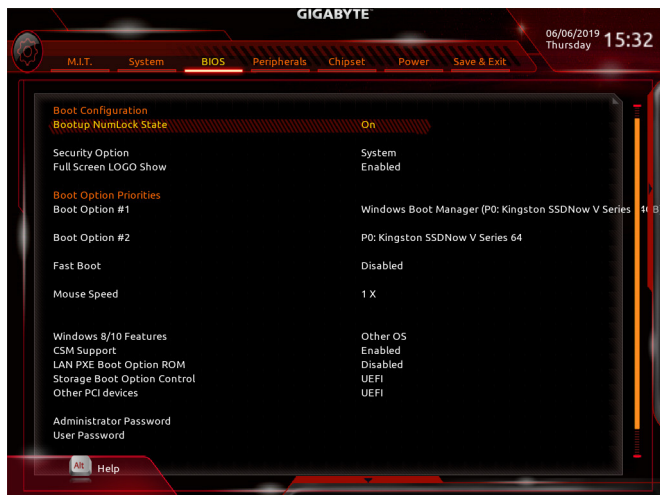 GIGABYTE™
06/06/2019
Thursday
15:32
M.I.T. System BIOS Peripherals Chipset Power Save & Exit
Boot Configuration
Bootup NumLock State On
Security Option System
Full Screen LOGO Show Enabled
Boot Option Priorities
Boot Option #1 Windows Boot Manager (P0: Kingston SSDNow V Series
Boot Option #2 P0: Kingston SSDNow V Series 64
Fast Boot Disabled
Mouse Speed 1 X
Windows 8/10 Features Other OS
CSM Support Enabled
LAN PXE Boot Option ROM Disabled
Storage Boot Option Control UEFI
Other PCI devices UEFI
Administrator Password
User Password
Alt Help